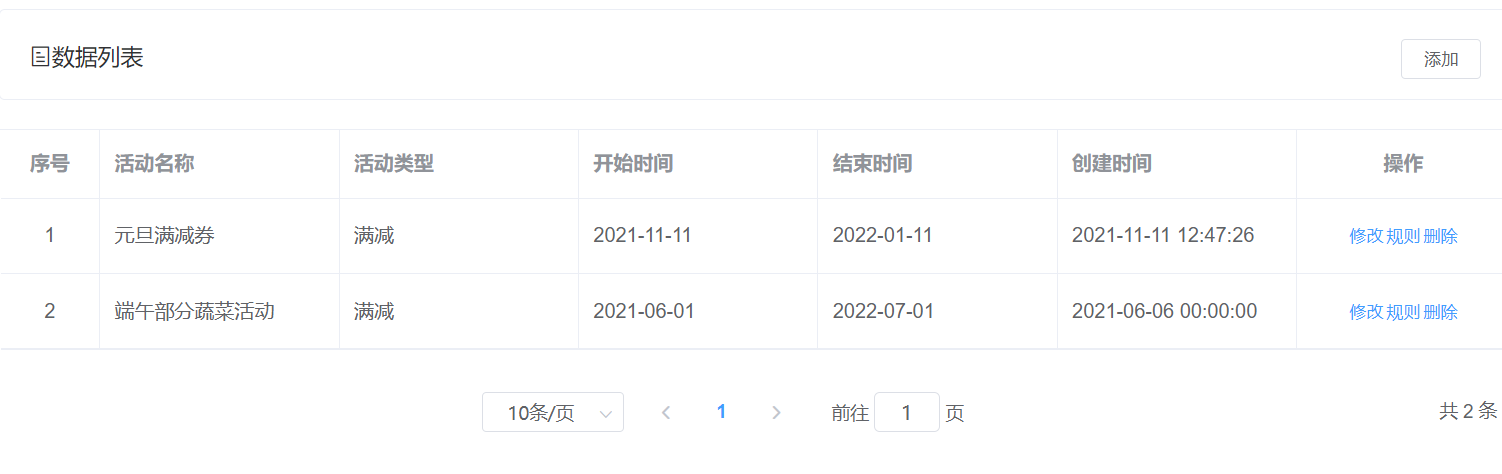 数据列表
添加
序号 活动名称 活动类型 开始时间 结束时间 创建时间 操作
1 元旦满减券 满减 2021-11-11 2022-01-11 2021-11-11 12:47:26 修改 规则 删除
2 端午部分蔬菜活动 满减 2021-06-01 2022-07-01 2021-06-06 00:00:00 修改 规则 删除
10条/页 1 前往 1 页 共 2 条